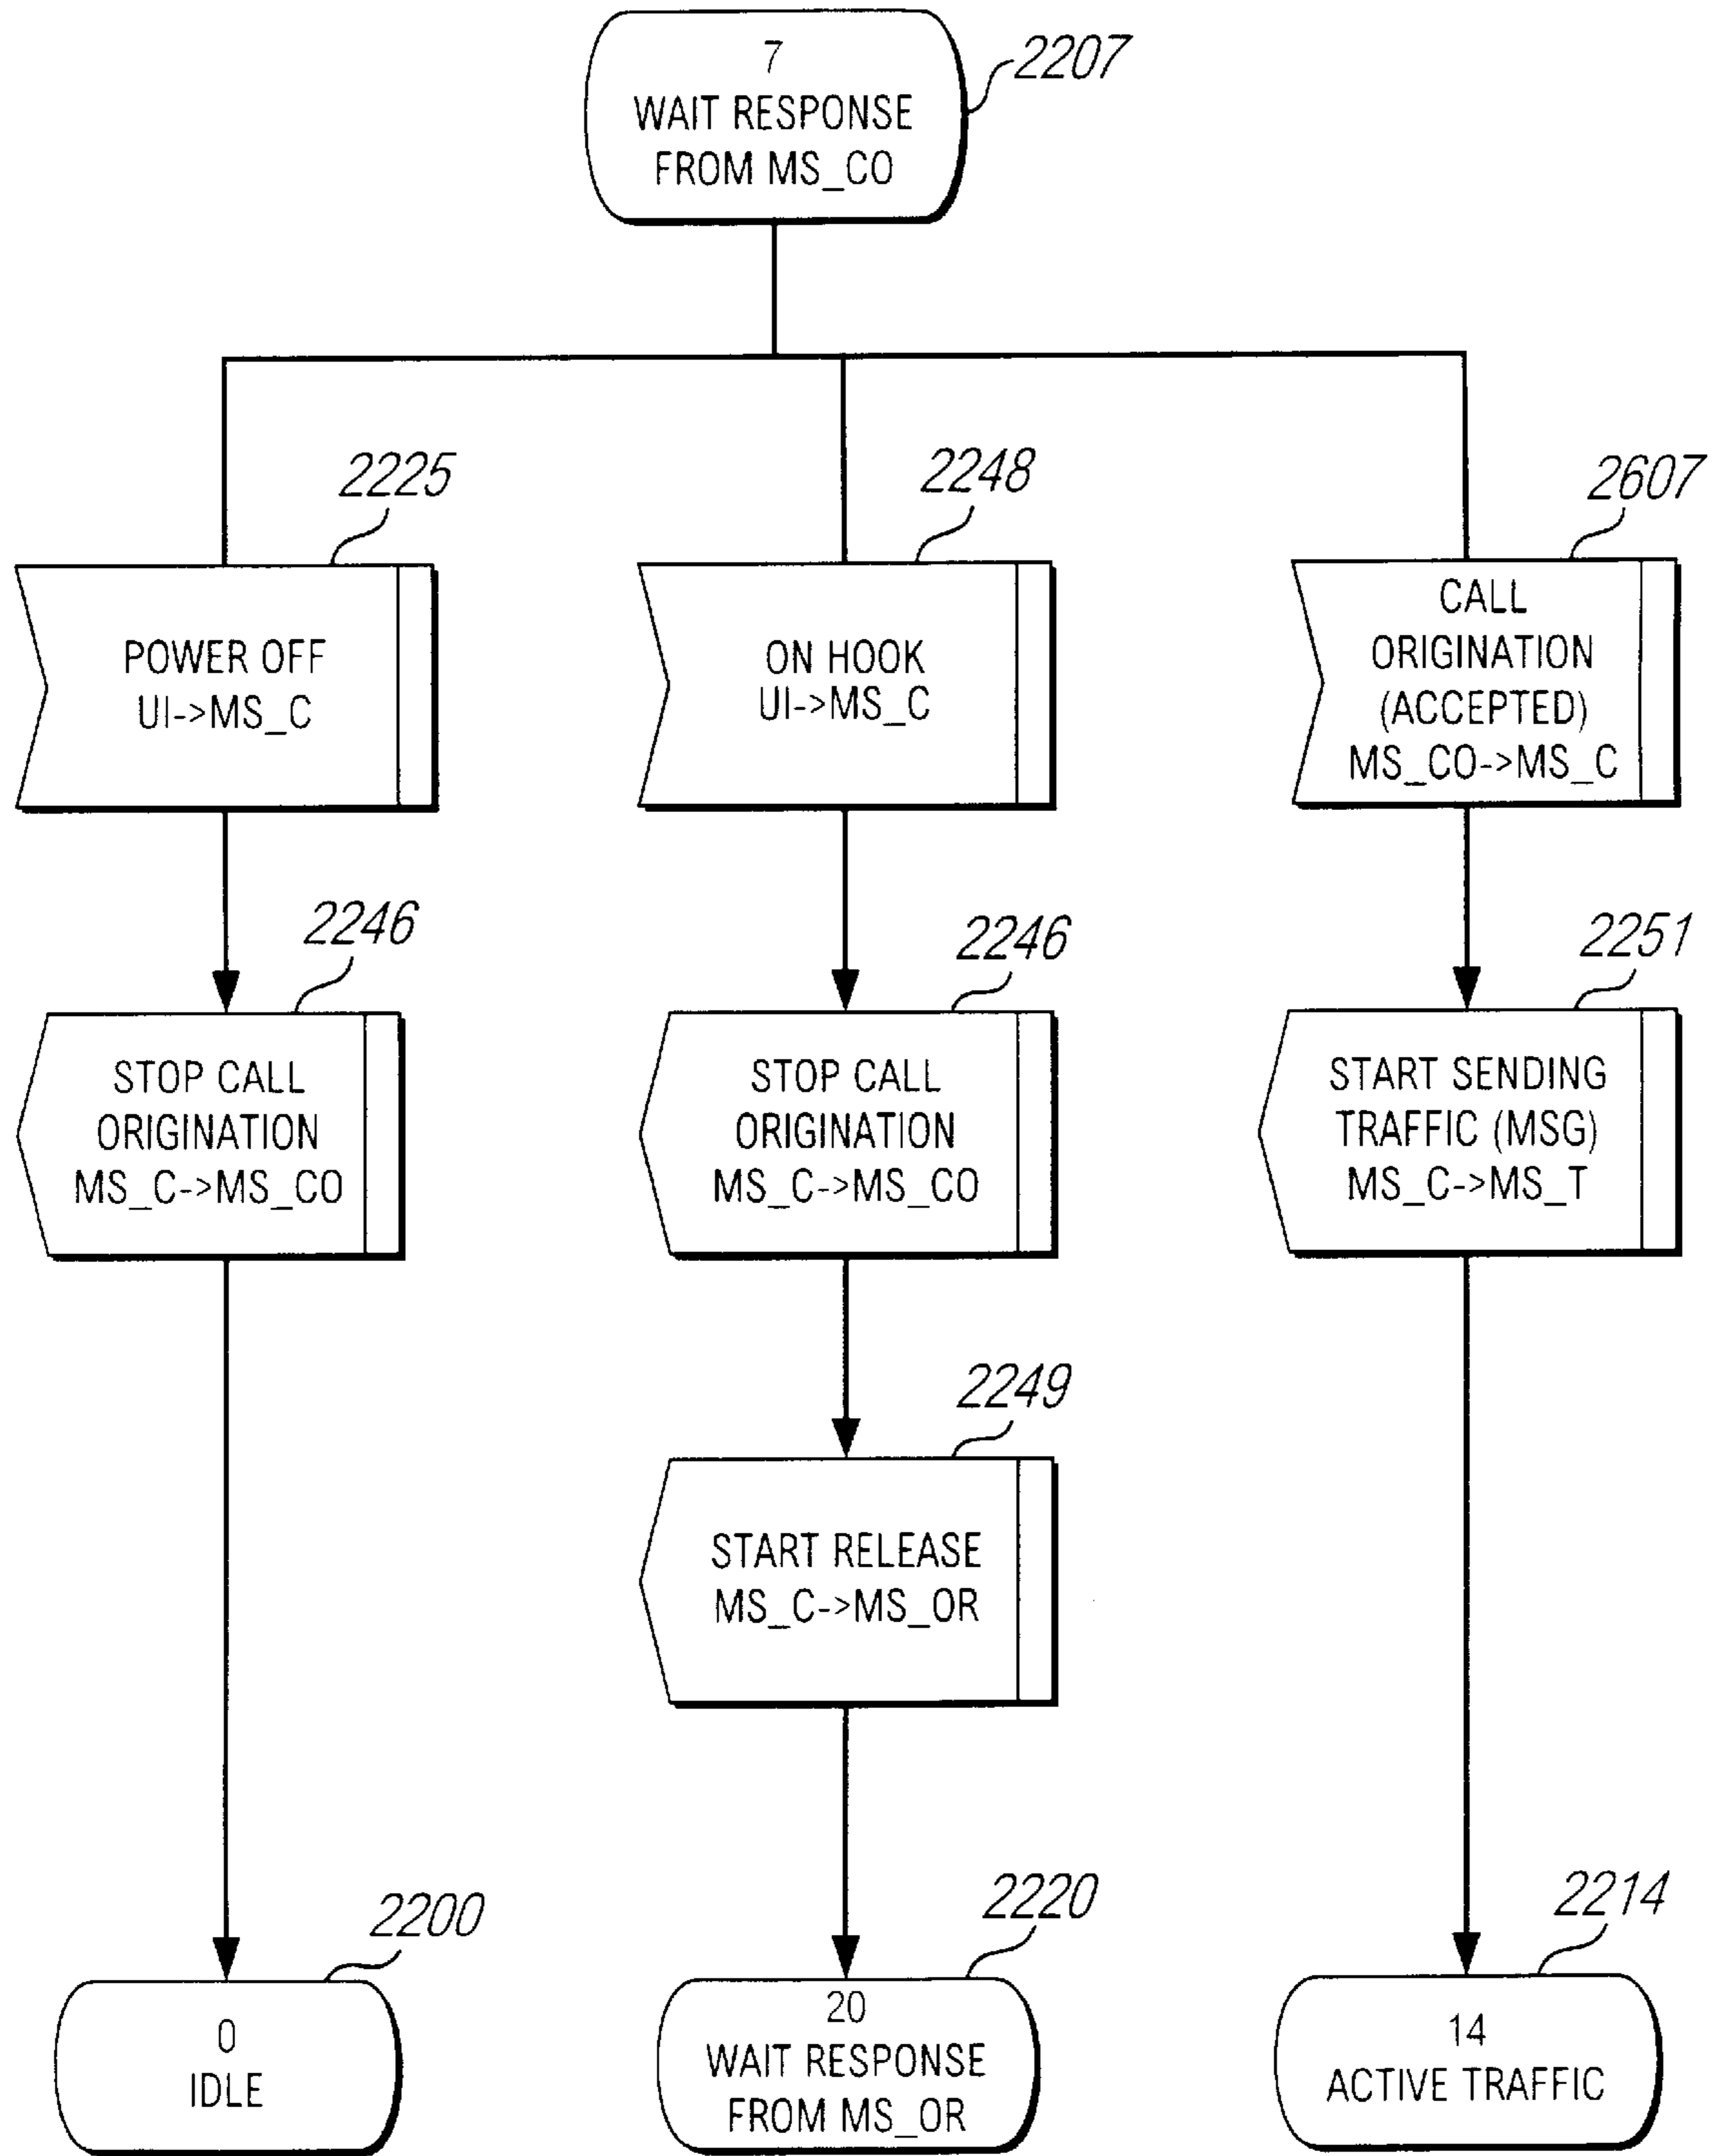 7
WAIT RESPONSE
FROM MS_CO
2207
2225
POWER OFF
UI->MS_C
2248
ON HOOK
UI->MS_C
2607
CALL
ORIGINATION
(ACCEPTED)
MS_CO->MS_C
2246
STOP CALL
ORIGINATION
MS_C->MS_CO
2246
STOP CALL
ORIGINATION
MS_C->MS_CO
2251
START SENDING
TRAFFIC (MSG)
MS_C->MS_T
2249
START RELEASE
MS_C->MS_OR
2200
0
IDLE
2220
20
WAIT RESPONSE
FROM MS_OR
2214
14
ACTIVE TRAFFIC